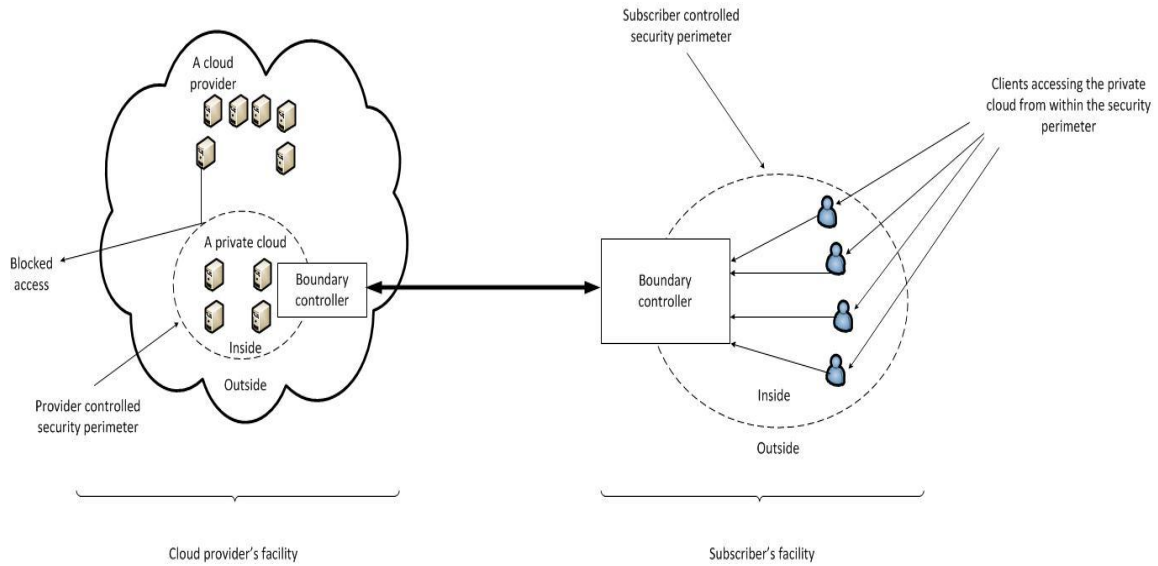 Subscriber controlled
security perimeter
A cloud
provider
Clients accessing the private
cloud from within the security
perimeter
A private cloud
Blocked
access
Boundary
controller
Boundary
controller
Inside
Outside
Provider controlled
security perimeter
Inside
Outside
Cloud provider's facility
Subscriber's facility